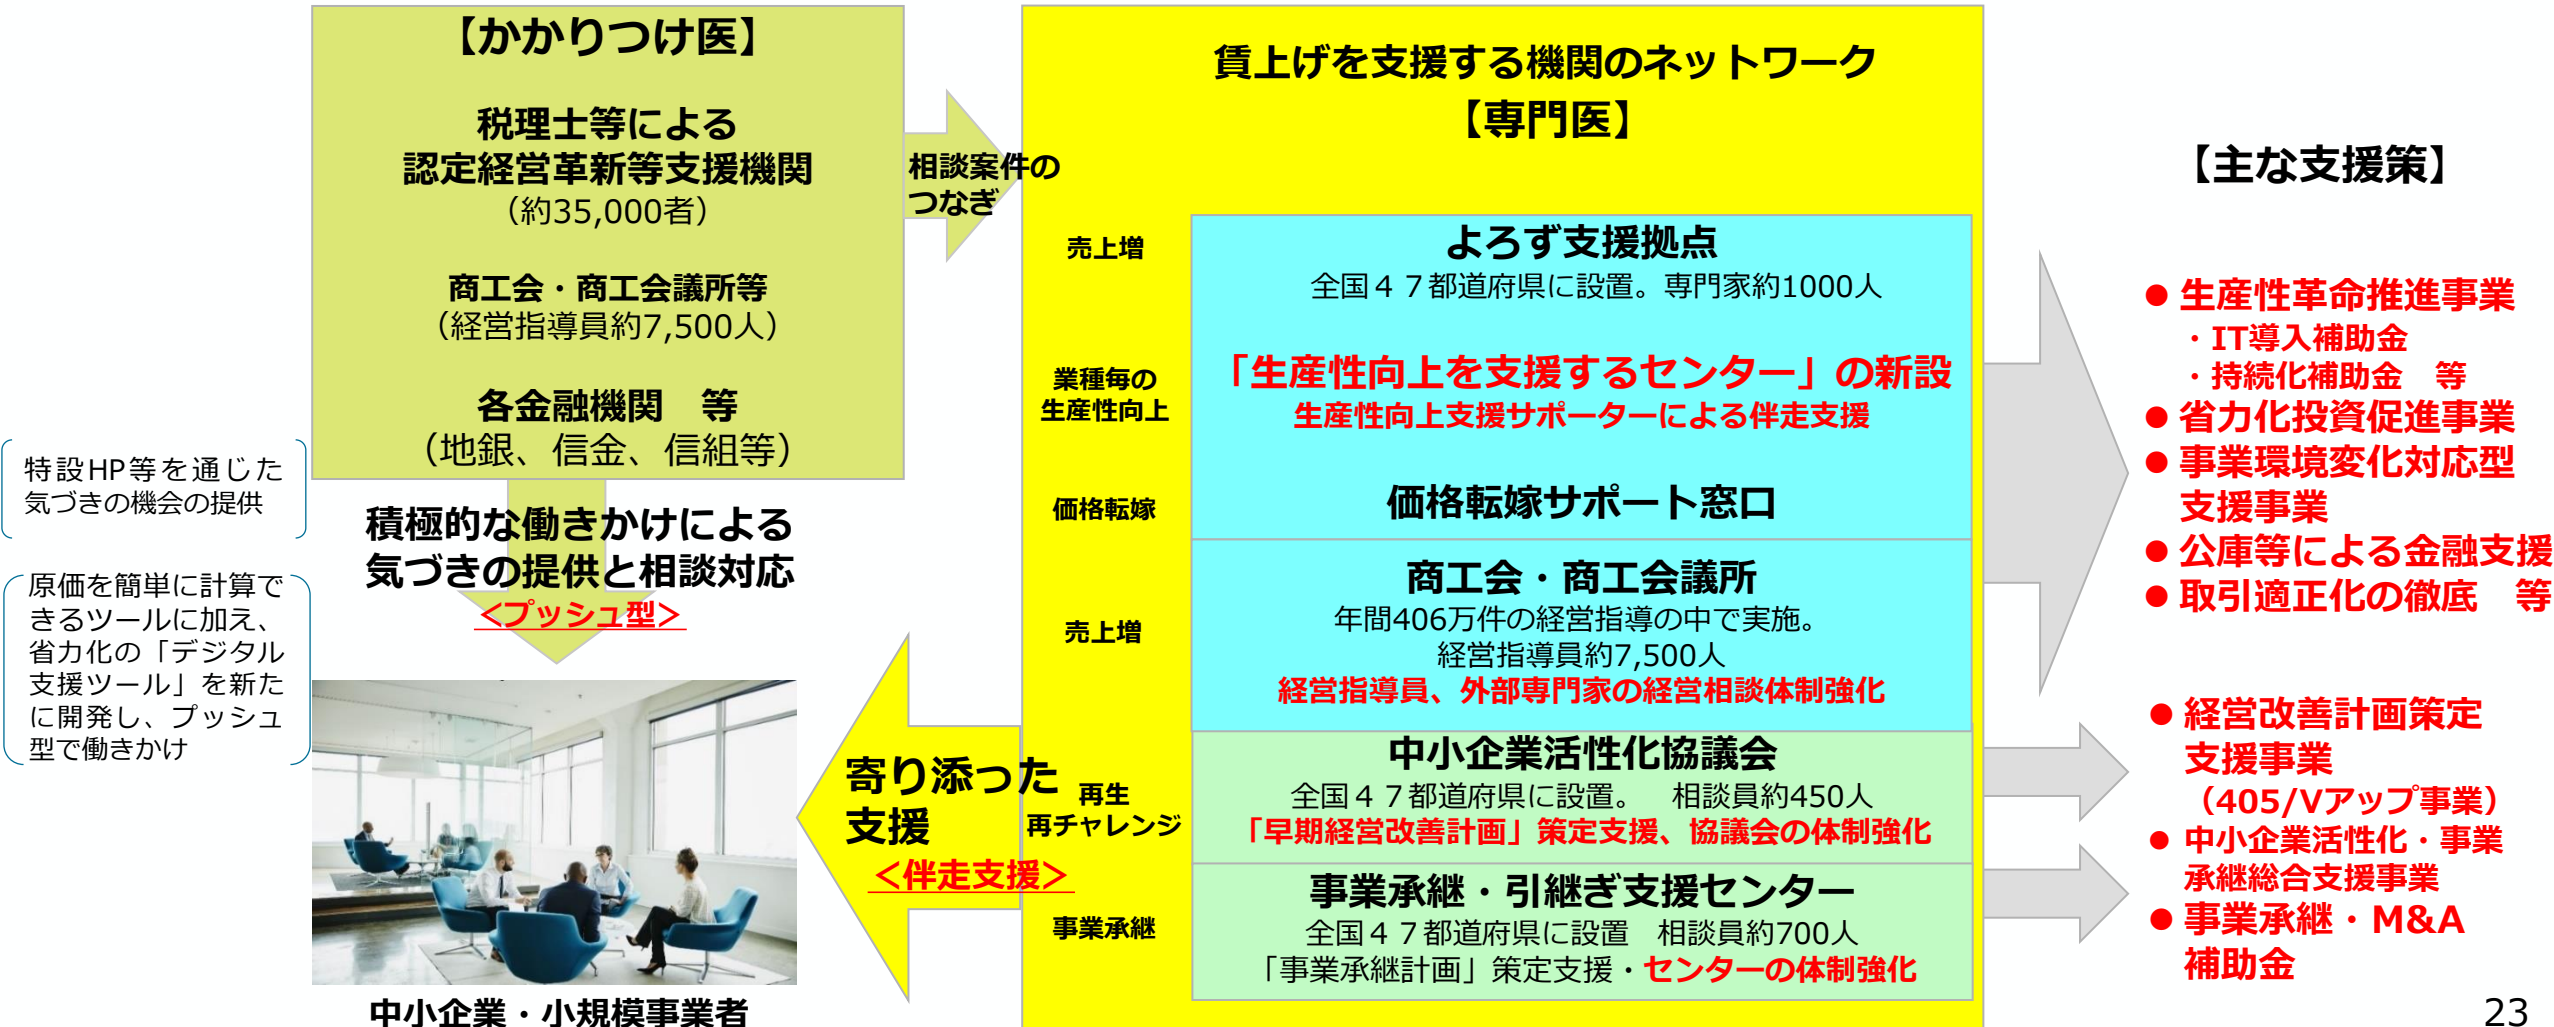 【かかりつけ医】
税理士等による
認定経営革新等支援機関
（約35,000者）
商工会・商工会議所等
（経営指導員約7,500人）
各金融機関　等
（地銀、信金、信組等）
相談案件の
つなぎ
特設HP等を通じた
気づきの機会の提供
原価を簡単に計算で
きるツールに加え、
省力化の「デジタル
支援ツール」を新た
に開発し、プッシュ
型で働きかけ
積極的な働きかけによる
気づきの提供と相談対応
<プッシュ型>
中小企業・小規模事業者
寄り添った
支援
<伴走支援>
賃上げを支援する機関のネットワーク
【専門医】
売上増
よろず支援拠点
全国４７都道府県に設置。専門家約1000人
業種毎の
生産性向上
「生産性向上を支援するセンター」の新設
生産性向上支援サポーターによる伴走支援
価格転嫁
価格転嫁サポート窓口
売上増
商工会・商工会議所
年間406万件の経営指導の中で実施。
経営指導員約7,500人
経営指導員、外部専門家の経営相談体制強化
再生
再チャレンジ
中小企業活性化協議会
全国４７都道府県に設置。　相談員約450人
「早期経営改善計画」策定支援、協議会の体制強化
事業承継
事業承継・引継ぎ支援センター
全国４７都道府県に設置　相談員約700人
「事業承継計画」策定支援・センターの体制強化
【主な支援策】
●生産性革命推進事業
・IT導入補助金
・持続化補助金　等
●省力化投資促進事業
●事業環境変化対応型
支援事業
●公庫等による金融支援
●取引適正化の徹底　等
●経営改善計画策定
支援事業
（405/Vアップ事業）
●中小企業活性化・事業
承継総合支援事業
●事業承継・M&A
補助金
23